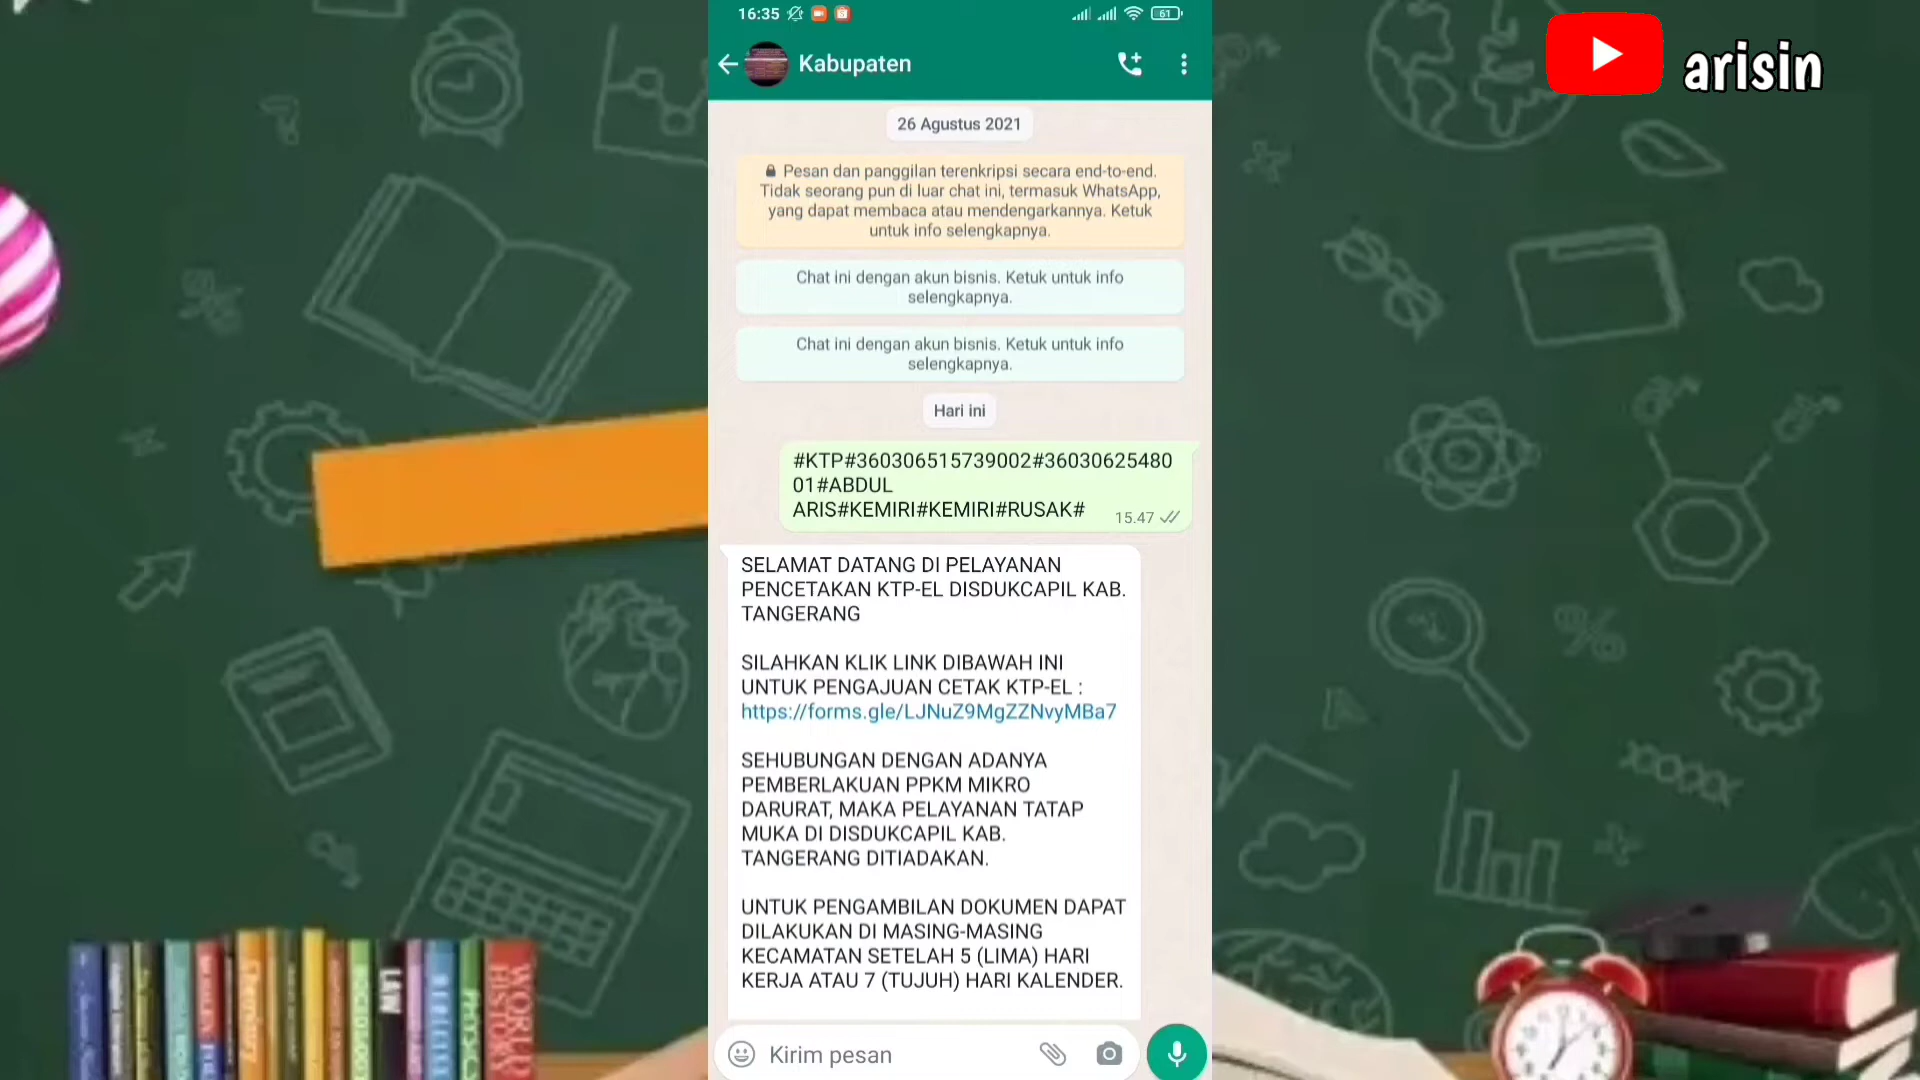 16:35
61
Kabupaten
arisin
26 Agustus 2021
Pesan dan panggilan terenkripsi secara end-to-end.
Tidak seorang pun di luar chat ini, termasuk WhatsApp,
yang dapat membaca atau mendengarkannya. Ketuk
untuk info selengkapnya.
Chat ini dengan akun bisnis. Ketuk untuk info
selengkapnya.
Chat ini dengan akun bisnis. Ketuk untuk info
selengkapnya.
Hari ini
#KTP#360306515739002#36030625480
01#ABDUL
ARIS#KEMIRI#KEMIRI#RUSAK#
15.47
SELAMAT DATANG DI PELAYANAN
PENCETAKAN KTP-EL DISDUKCAPIL KAB.
TANGERANG
SILAHKAN KLIK LINK DIBAWAH INI
UNTUK PENGAJUAN CETAK KTP-EL :
https://forms.gle/LJNuZ9MgZZNvyMBa7
SEHUBUNGAN DENGAN ADANYA
PEMBERLAKUAN PPKM MIKRO
DARURAT, MAKA PELAYANAN TATAP
MUKA DI DISDUKCAPIL KAB.
TANGERANG DITIADAKAN.
UNTUK PENGAMBILAN DOKUMEN DAPAT
DILAKUKAN DI MASING-MASING
KECAMATAN SETELAH 5 (LIMA) HARI
KERJA ATAU 7 (TUJUH) HARI KALENDER.
Kirim pesan
LAW
WORLD